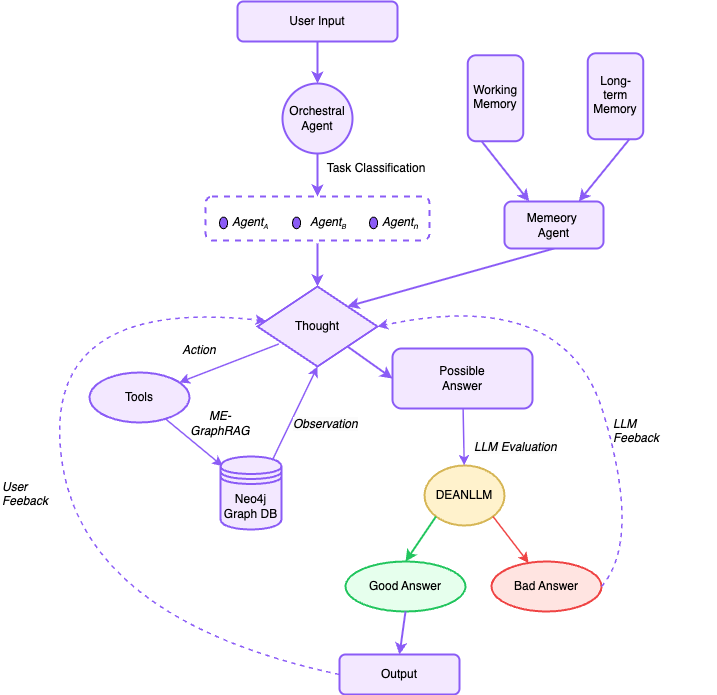 User Input
Orchestral
Agent
Working
Memory
Long-
term
Memory
Task Classification
Agent_A
Agent_B
Agent_n
Memeory
Agent
Thought
Action
Tools
Possible
Answer
ME-
GraphRAG
Observation
LLM
Feeback
LLM Evaluation
User
Feeback
Neo4j
Graph DB
DEANLLM
Good Answer
Bad Answer
Output